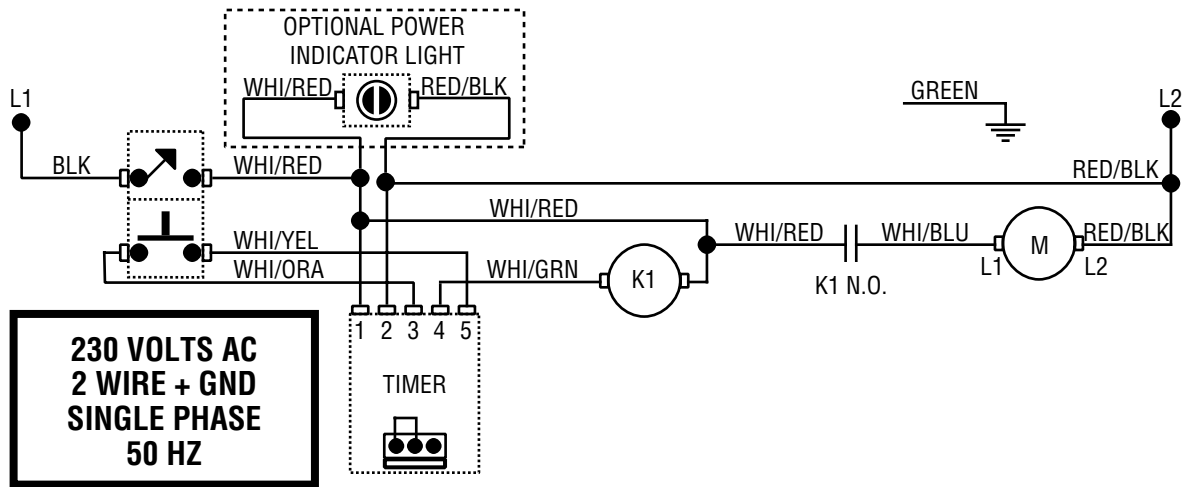 OPTIONAL POWER
INDICATOR LIGHT
WHI/RED
RED/BLK
L1
GREEN
L2
BLK
WHI/RED
RED/BLK
WHI/RED
WHI/YEL
WHI/RED
WHI/BLU
M
RED/BLK
WHI/ORA
WHI/GRN
K1
L1
L2
K1 N.O.
1 2 3 4 5
TIMER
230 VOLTS AC
2 WIRE + GND
SINGLE PHASE
50 HZ